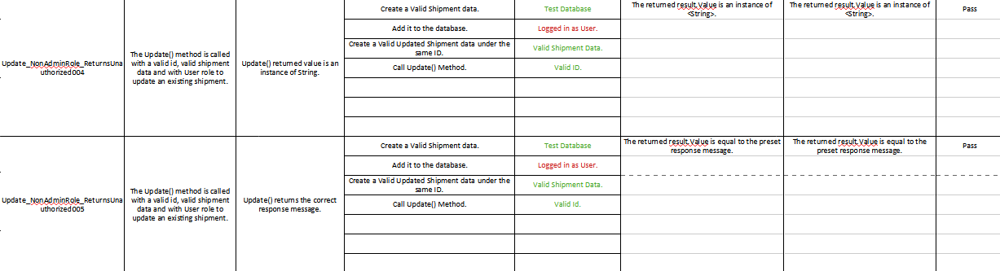 Create a Valid Shipment data.
Test Database
The returned result.Value is an instance of
<String>.
The returned result.Value is an instance of
<String>.
Pass
Add it to the database.
Logged in as User.
Create a Valid Updated Shipment data under the
same ID.
Valid Shipment Data.
Call Update() Method.
Valid ID.
Update_NonAdminRole_ReturnsUna
uthorized004
The Update() method is called
with a valid id, valid shipment
data and with User role to
update an existing shipment.
Update() returned value is an
instance of String.
Create a Valid Shipment data.
Test Database
The returned result.Value is equal to the preset
response message.
The returned result.Value is equal to the
preset response message.
Pass
Add it to the database.
Logged in as User.
Create a Valid Updated Shipment data under the
same ID.
Valid Shipment Data.
Call Update() Method.
Valid Id.
Update_NonAdminRole_ReturnsUna
uthorized005
The Update() method is called
with a valid id, valid shipment
data and with User role to
update an existing shipment.
Update() returns the correct
response message.